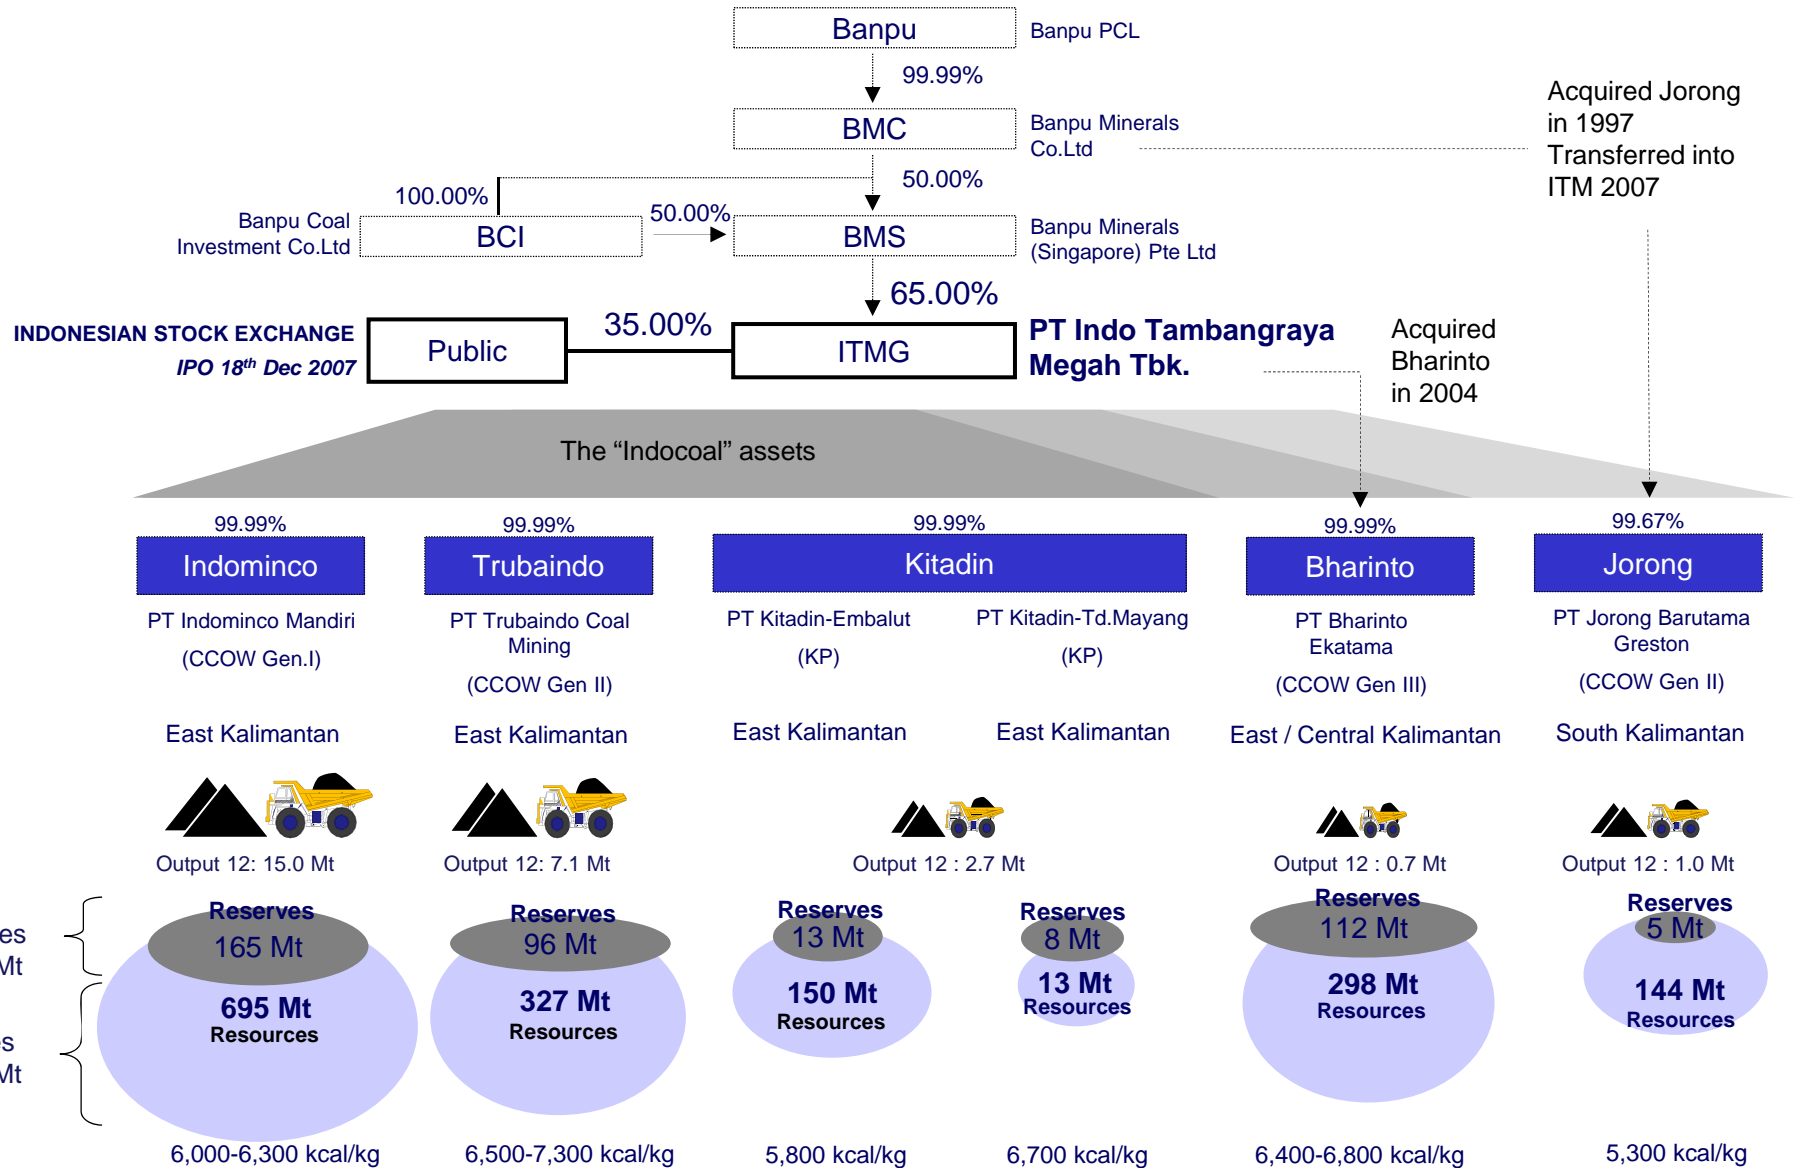 Banpu
Banpu PCL
99.99%
BMC
Banpu Minerals
Co.Ltd
Acquired Jorong
in 1997
Transferred into
ITM 2007
50.00%
100.00%
Banpu Coal
Investment Co.Ltd
BCI
50.00%
BMS
Banpu Minerals
(Singapore) Pte Ltd
65.00%
INDONESIAN STOCK EXCHANGE
IPO 18th Dec 2007
Public
35.00%
ITMG
PT Indo Tambangraya
Megah Tbk.
Acquired
Bharinto
in 2004
The “Indocoal” assets
99.99%
99.99%
99.99%
99.99%
99.67%
Indominco
Trubaindo
Kitadin
Bharinto
Jorong
PT Indominco Mandiri
(CCOW Gen.I)
PT Trubaindo Coal
Mining
(CCOW Gen II)
PT Kitadin-Embalut
(KP)
PT Kitadin-Td.Mayang
(KP)
PT Bharinto
Ekatama
(CCOW Gen III)
PT Jorong Barutama
Greston
(CCOW Gen II)
East Kalimantan
East Kalimantan
East Kalimantan
East Kalimantan
East / Central Kalimantan
South Kalimantan
Output 12: 15.0 Mt
Output 12: 7.1 Mt
Output 12 : 2.7 Mt
Output 12 : 0.7 Mt
Output 12 : 1.0 Mt
Mt
Mt
Reserves
165 Mt
695 Mt
Resources
Reserves
96 Mt
327 Mt
Resources
Reserves
13 Mt
150 Mt
Resources
Reserves
8 Mt
13 Mt
Resources
Reserves
112 Mt
298 Mt
Resources
Reserves
5 Mt
144 Mt
Resources
6,000-6,300 kcal/kg
6,500-7,300 kcal/kg
5,800 kcal/kg
6,700 kcal/kg
6,400-6,800 kcal/kg
5,300 kcal/kg